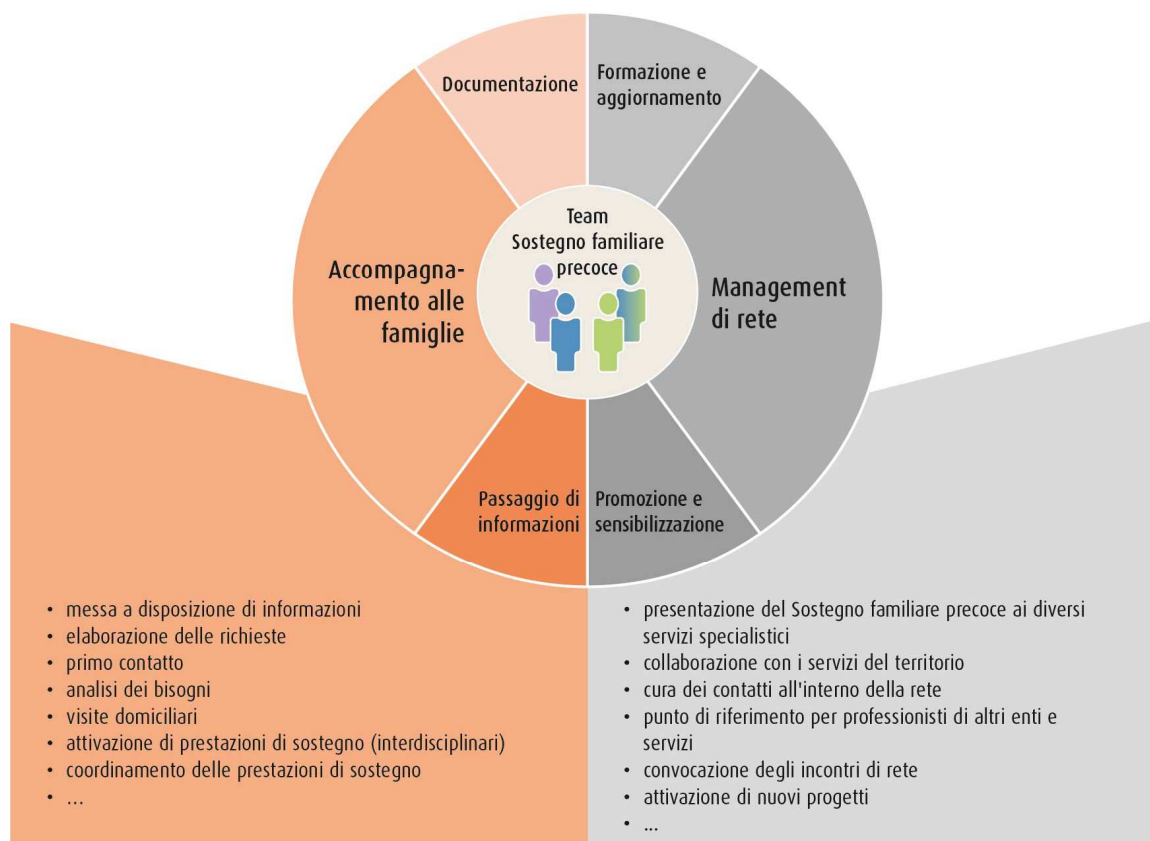 Documentazione
Formazione e
aggiornamento
Team
Sostegno familiare
precoce
Accompagna-
mento alle
famiglie
Management
di rete
Passaggio di
informazioni
Promozione e
sensibilizzazione
• messa a disposizione di informazioni
• elaborazione delle richieste
• primo contatto
• analisi dei bisogni
• visite domiciliari
• attivazione di prestazioni di sostegno (interdisciplinari)
• coordinamento delle prestazioni di sostegno
• ...
• presentazione del Sostegno familiare precoce ai diversi
servizi specialistici
• collaborazione con i servizi del territorio
• cura dei contatti all'interno della rete
• punto di riferimento per professionisti di altri enti e
servizi
• convocazione degli incontri di rete
• attivazione di nuovi progetti
• ...